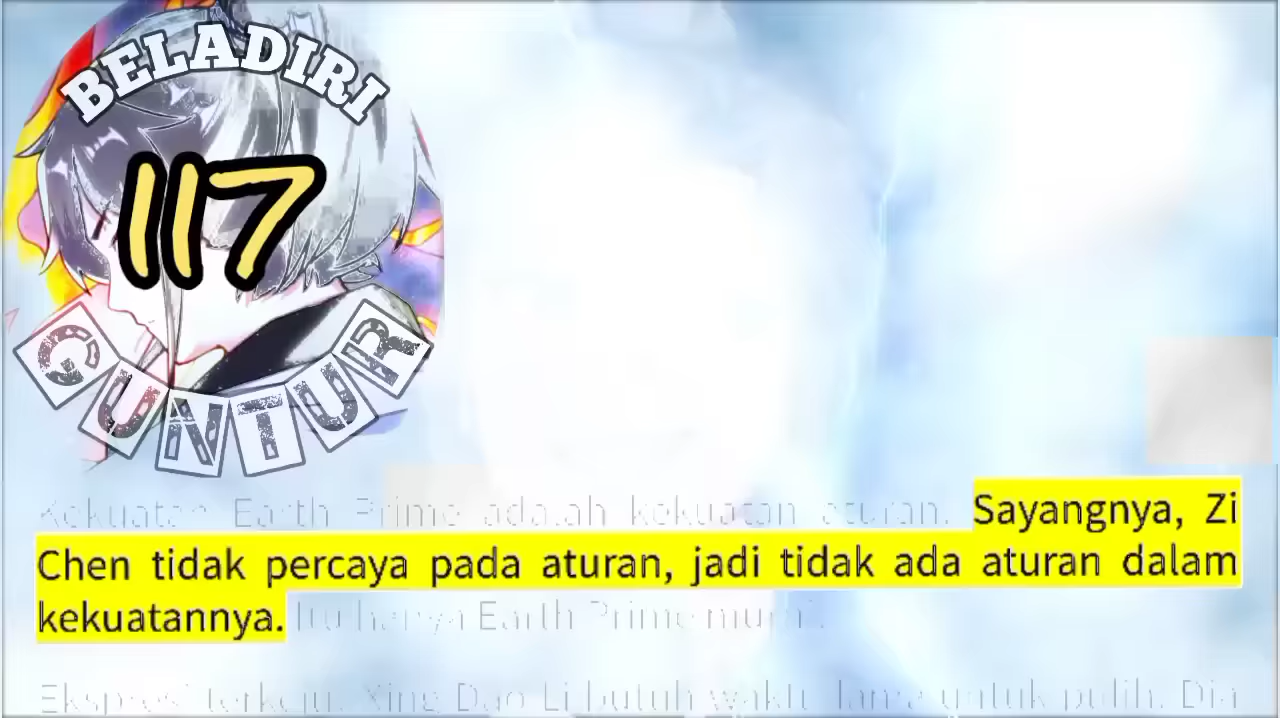 BELADIRI
117
GUNTUR
Kekuatan Earth Prime adalah kekuatan aturan. Sayangnya, Zi
Chen tidak percaya pada aturan, jadi tidak ada aturan dalam
kekuatannya. Itu hanya Earth Prime murni".
Ekspresi terkejut. Xing Dao Li butuh waktu lama untuk pulih. Dia